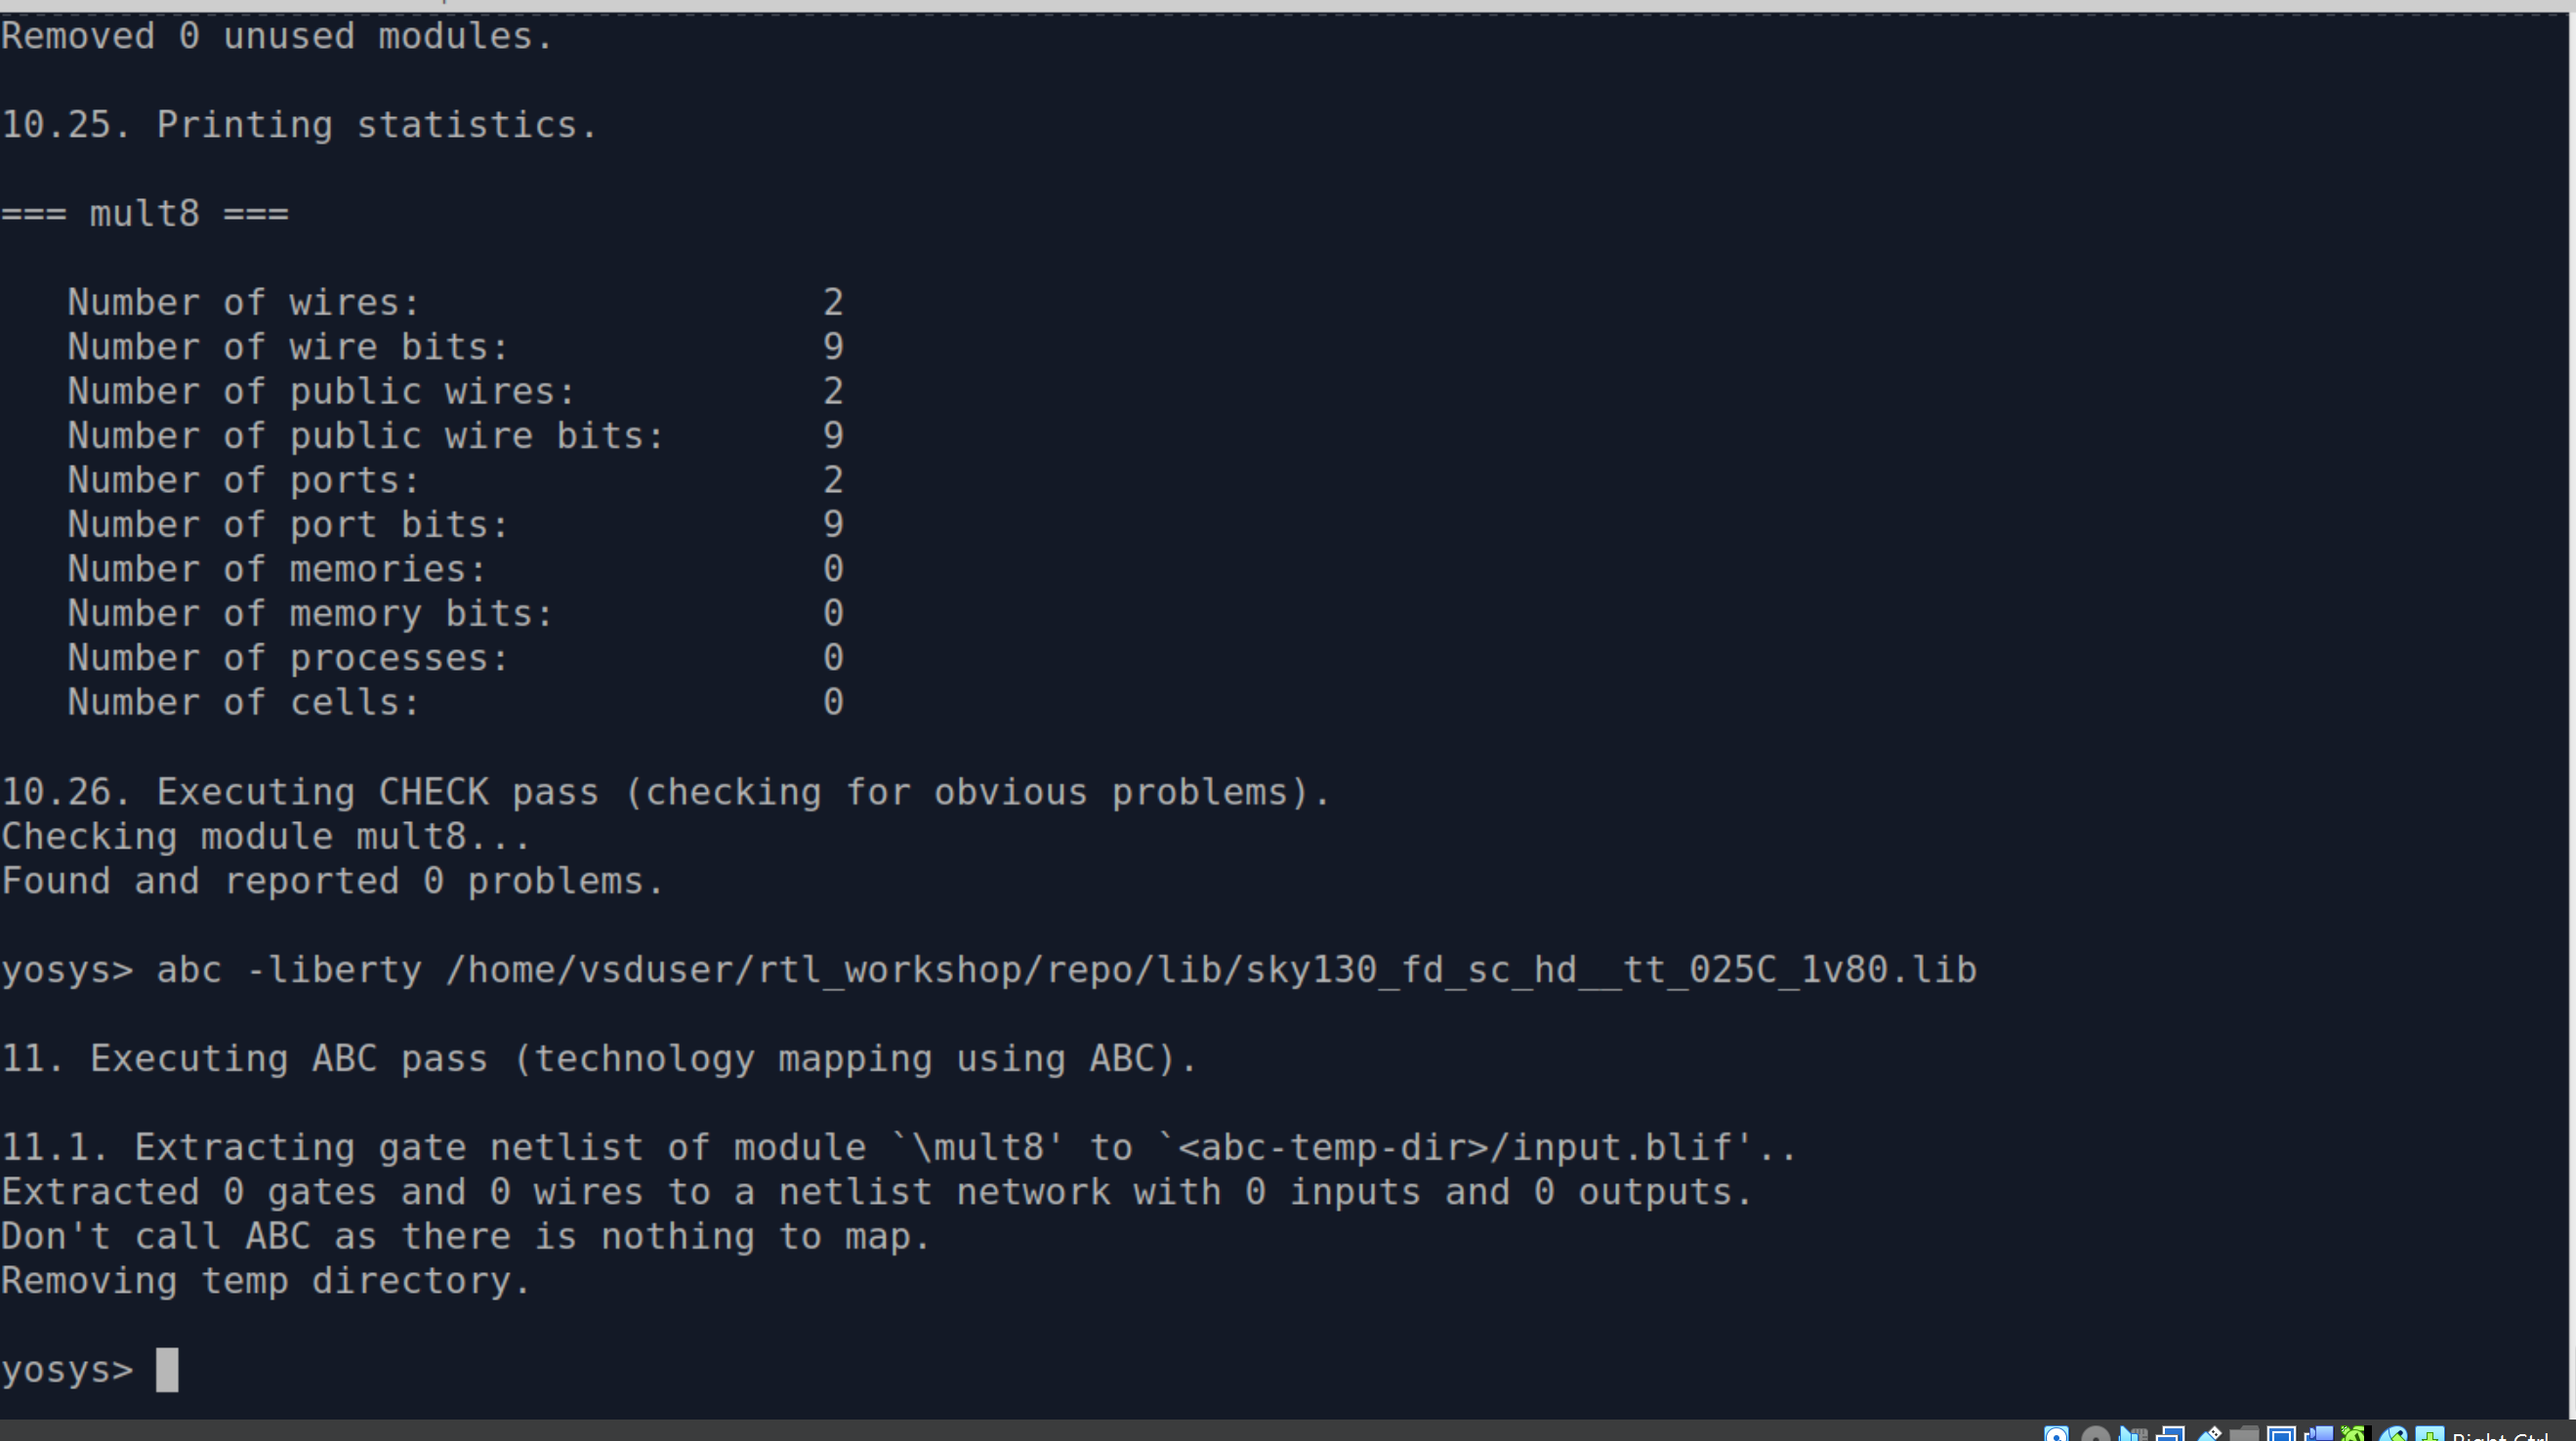 Removed 0 unused modules.
10.25. Printing statistics.
=== mult8 ===
Number of wires: 2
Number of wire bits: 9
Number of public wires: 2
Number of public wire bits: 9
Number of ports: 2
Number of port bits: 9
Number of memories: 0
Number of memory bits: 0
Number of processes: 0
Number of cells: 0
10.26. Executing CHECK pass (checking for obvious problems).
Checking module mult8...
Found and reported 0 problems.
yosys> abc -liberty /home/vsduser/rtl_workshop/repo/lib/sky130_fd_sc_hd__tt_025C_1v80.lib
11. Executing ABC pass (technology mapping using ABC).
11.1. Extracting gate netlist of module `\mult8' to `<abc-temp-dir>/input.blif'..
Extracted 0 gates and 0 wires to a netlist network with 0 inputs and 0 outputs.
Don't call ABC as there is nothing to map.
Removing temp directory.
yosys>
Right Ctrl